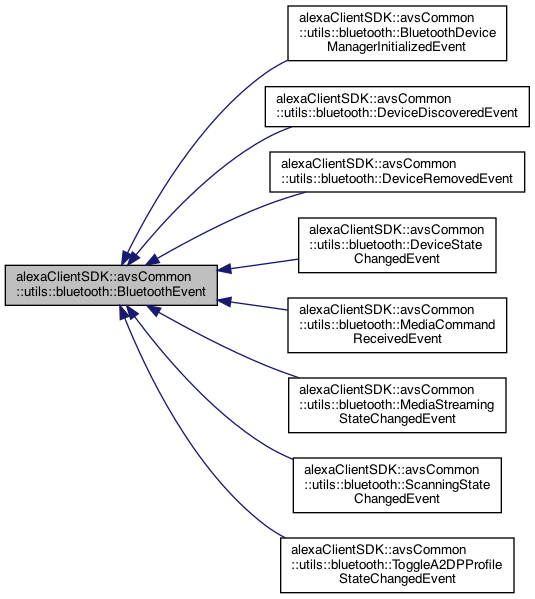 alexaClientSDK::avsCommon
::utils::bluetooth::BluetoothDevice
ManagerInitializedEvent
alexaClientSDK::avsCommon
::utils::bluetooth::DeviceDiscoveredEvent
alexaClientSDK::avsCommon
::utils::bluetooth::DeviceRemovedEvent
alexaClientSDK::avsCommon
::utils::bluetooth::DeviceState
ChangedEvent
alexaClientSDK::avsCommon
::utils::bluetooth::BluetoothEvent
alexaClientSDK::avsCommon
::utils::bluetooth::MediaCommand
ReceivedEvent
alexaClientSDK::avsCommon
::utils::bluetooth::MediaStreaming
StateChangedEvent
alexaClientSDK::avsCommon
::utils::bluetooth::ScanningState
ChangedEvent
alexaClientSDK::avsCommon
::utils::bluetooth::ToggleA2DPProfile
StateChangedEvent